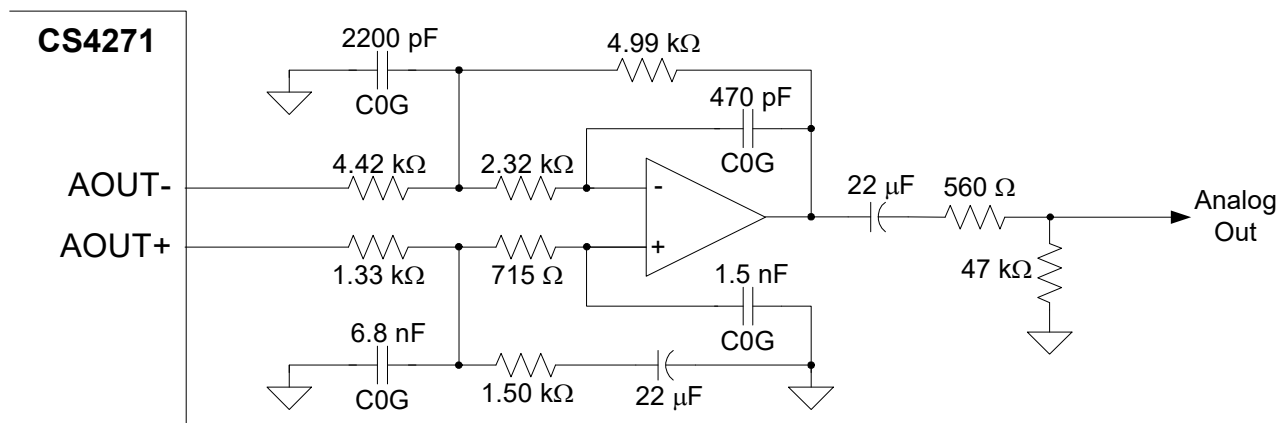 CS4271
2200 pF
C0G
4.99 kΩ
470 pF
C0G
AOUT-
4.42 kΩ
2.32 kΩ
-
22 μF
560 Ω
Analog
Out
AOUT+
1.33 kΩ
715 Ω
+
47 kΩ
1.5 nF
C0G
6.8 nF
C0G
1.50 kΩ
22 μF